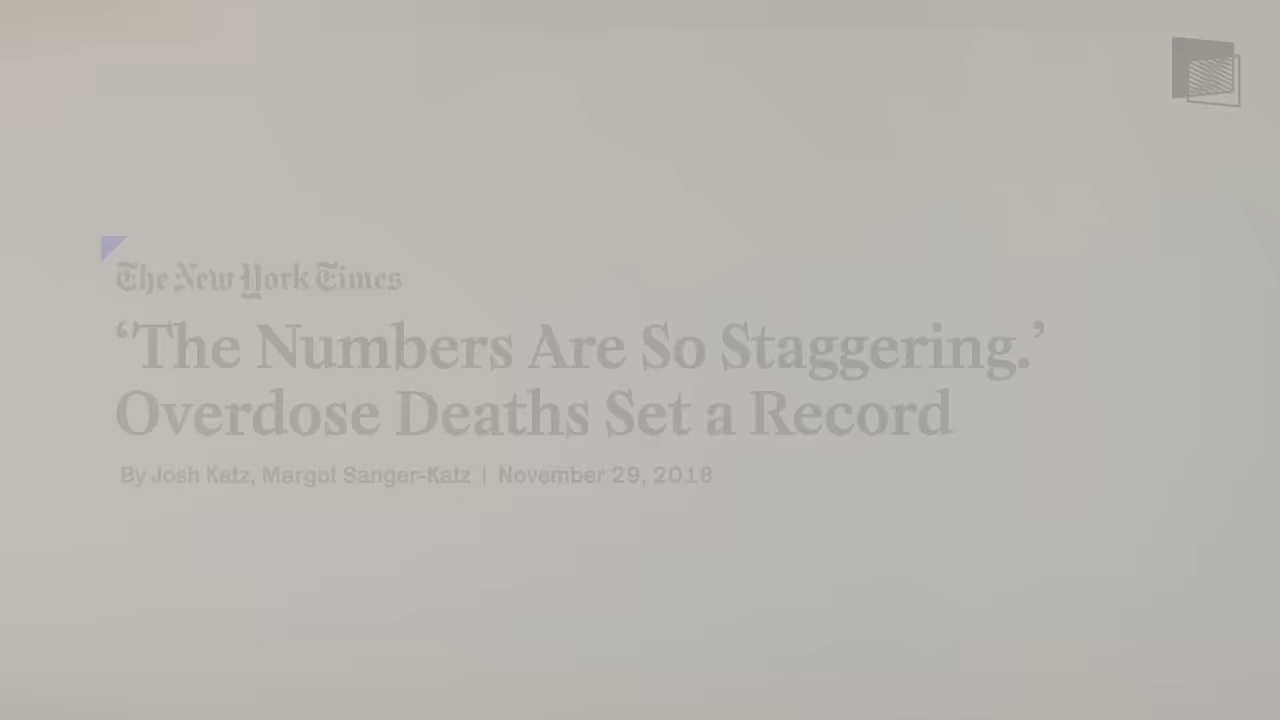 The New York Times
‘'The Numbers Are So Staggering.’
Overdose Deaths Set a Record
By Josh Katz, Margot Sanger-Katz | November 29, 2018